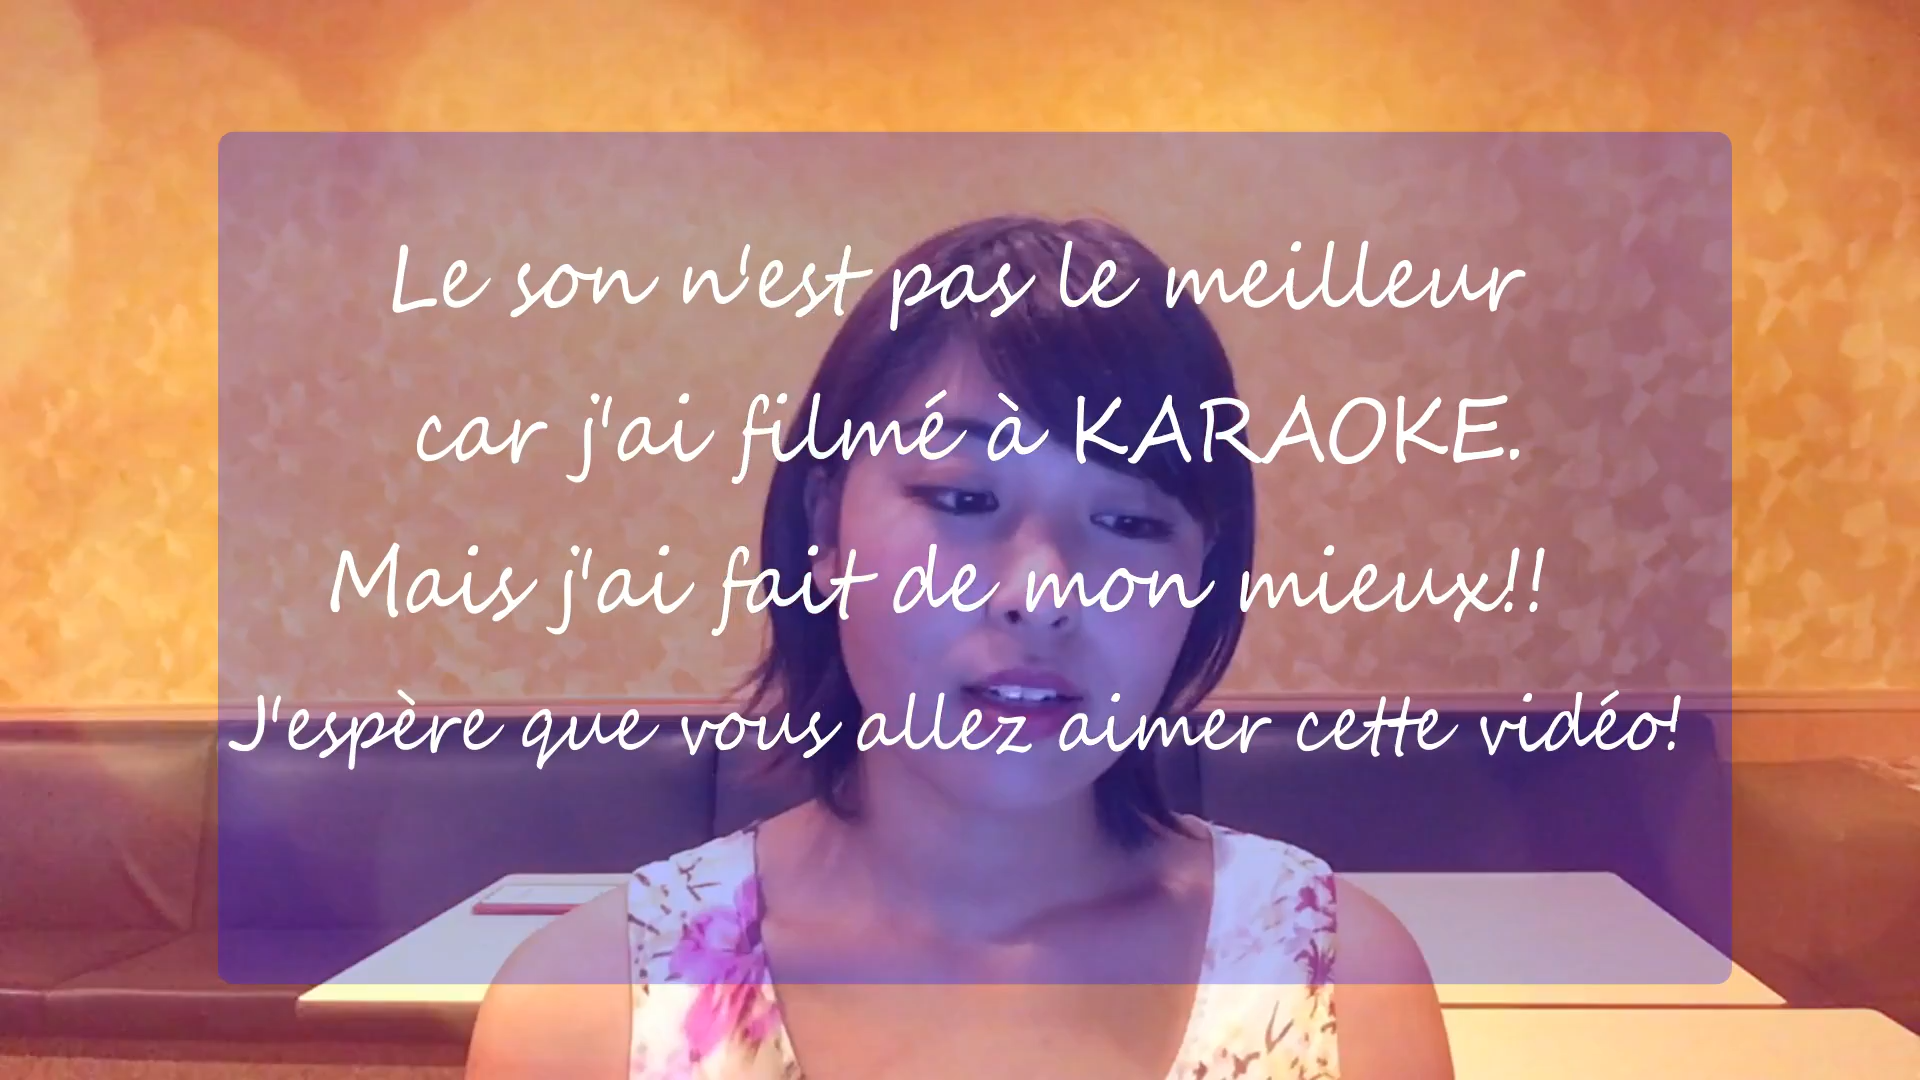 Le son n'est pas le meilleur
car j'ai filmé à KARAOKE.
Mais j'ai fait de mon mieux!!
J'espère que vous allez aimer cette vidéo!